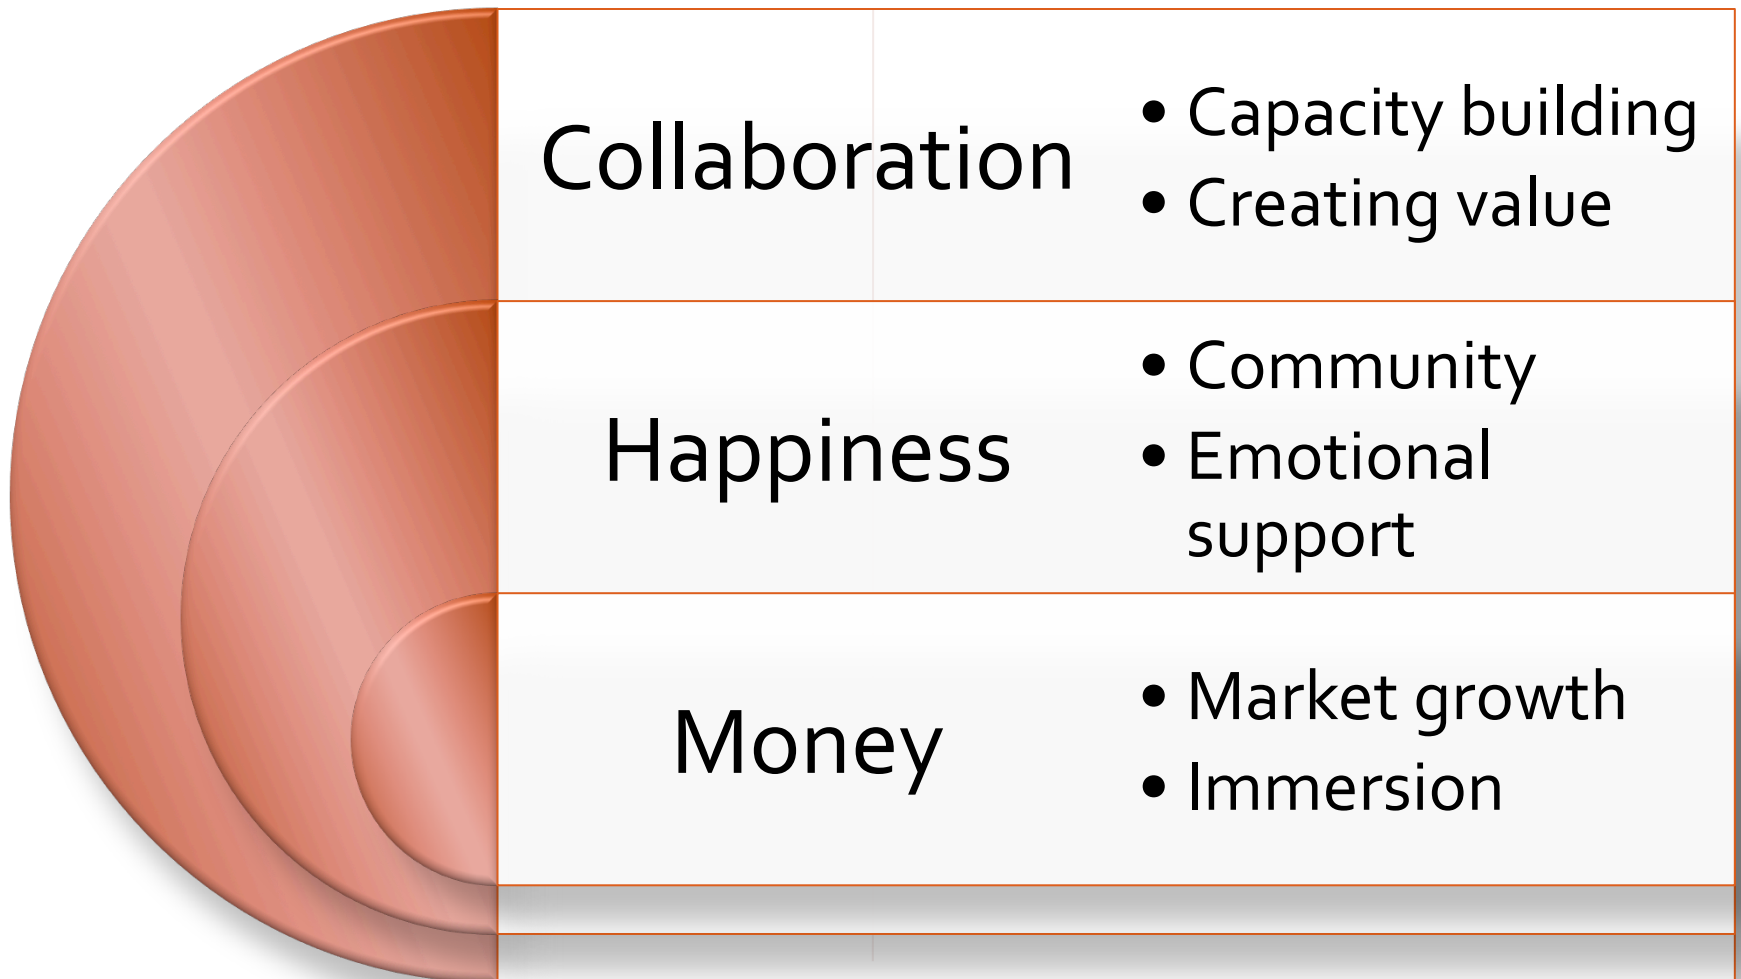 Collaboration
• Capacity building
• Creating value
Happiness
• Community
• Emotional
support
Money
• Market growth
• Immersion